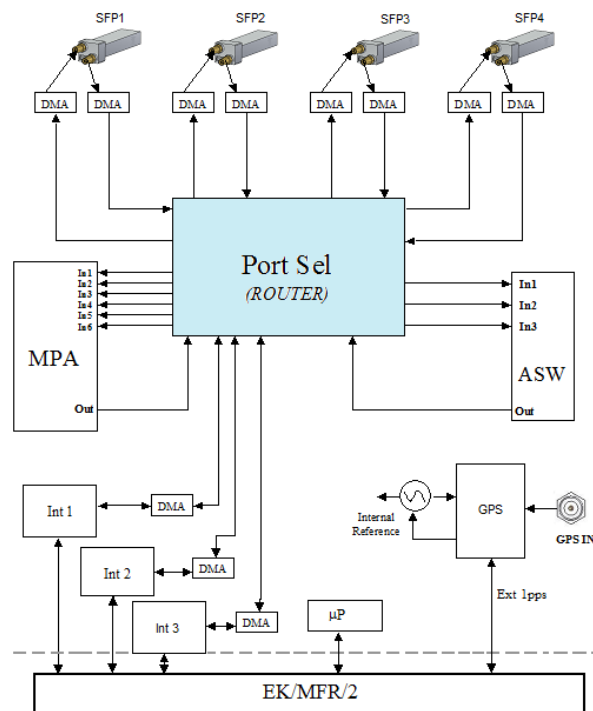 SFP1
SFP2
SFP3
SFP4
DMA
DMA
DMA
DMA
DMA
DMA
DMA
DMA
Port Sel
(ROUTER)
In1
In2
In3
In4
In5
In6
MPA
Out
In1
In2
In3
ASW
Out
Int 1
DMA
Int 2
DMA
Int 3
DMA
µP
Internal
Reference
GPS
GPS IN
Ext 1pps
EK/MFR/2